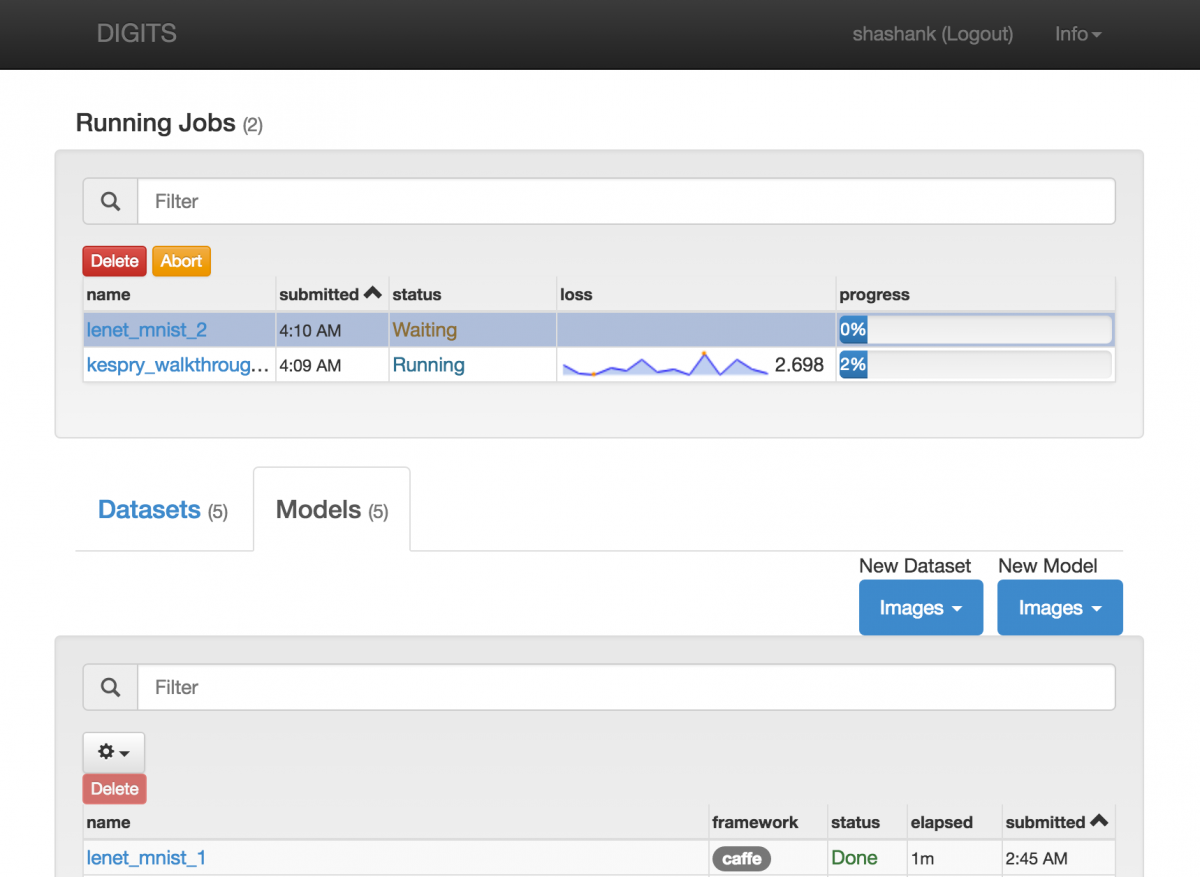 DIGITS shashank (Logout) Info
Running Jobs (2)
Filter
Delete Abort
name submitted status loss progress
lenet_mnist_2 4:10 AM Waiting 0%
kespry_walkthroug... 4:09 AM Running 2.698 2%
Datasets (5) Models (5)
New Dataset New Model
Images Images
Filter
Delete
name framework status elapsed submitted
lenet_mnist_1 caffe Done 1m 2:45 AM